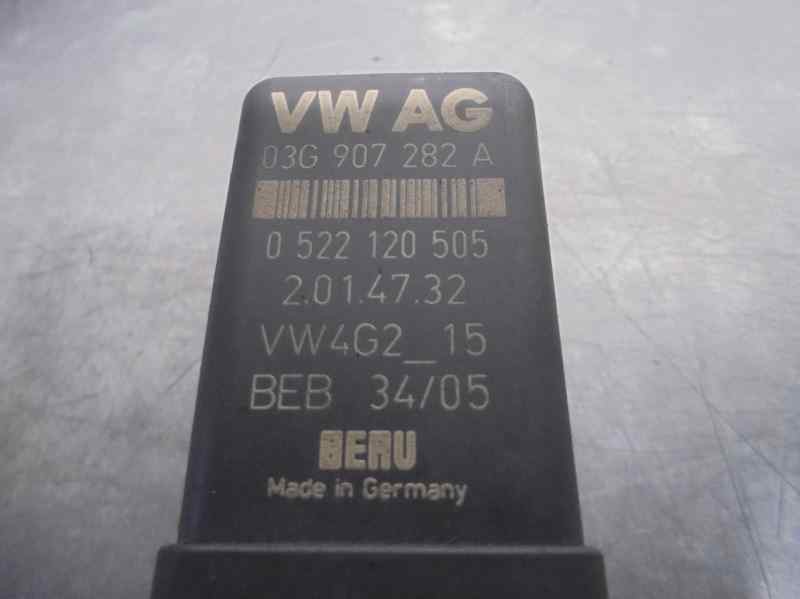 VW AG
03G 907 282 A
0 522 120 505
2.01.47.32
VW4G2_15
BEB 34/05
BERU
Made in Germany